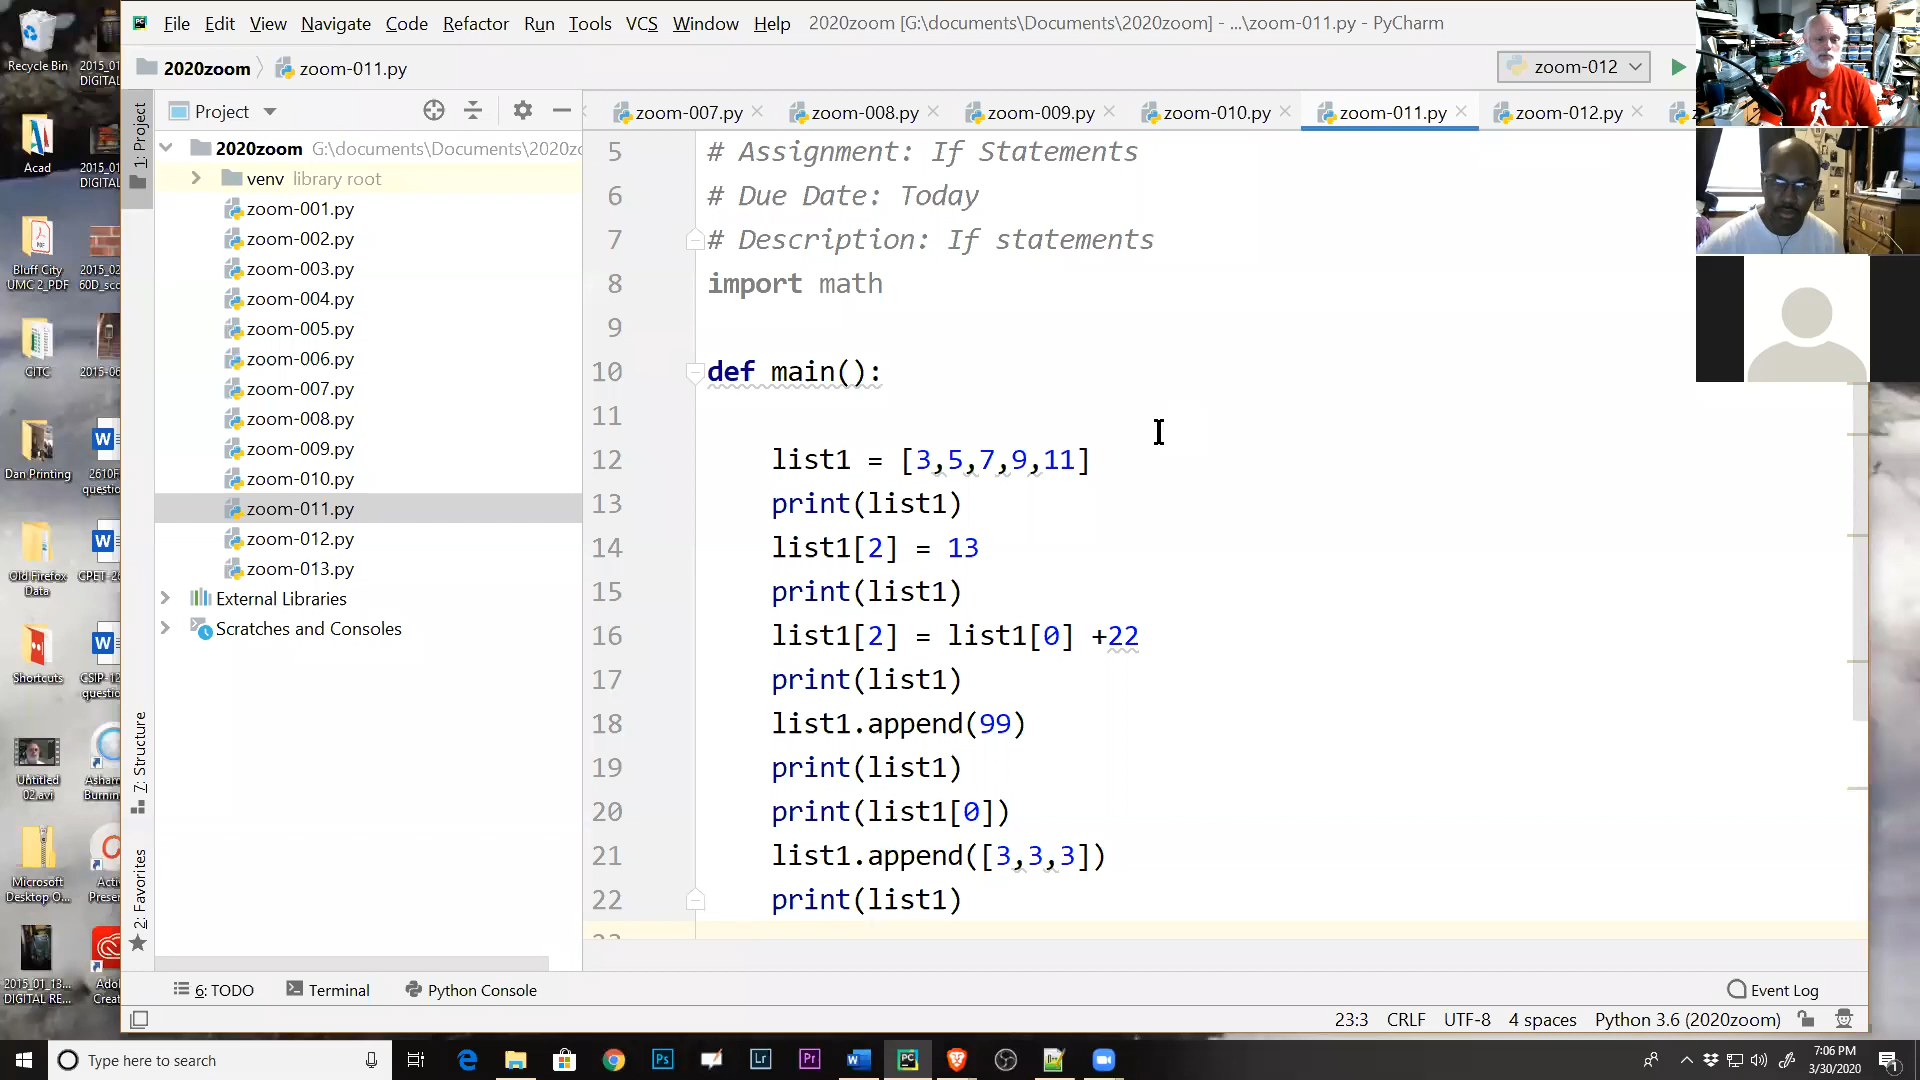 File Edit View Navigate Code Refactor Run Tools VCS Window Help 2020zoom [G:\documents\Documents\2020zoom] - ...\zoom-011.py - PyCharm
2020zoom zoom-011.py
zoom-012
Project
zoom-007.py zoom-008.py zoom-009.py zoom-010.py zoom-011.py zoom-012.py
1: Project
7: Structure
2: Favorites
2020zoom G:\documents\Documents\2020zo
venv library root
zoom-001.py
zoom-002.py
zoom-003.py
zoom-004.py
zoom-005.py
zoom-006.py
zoom-007.py
zoom-008.py
zoom-009.py
zoom-010.py
zoom-011.py
zoom-012.py
zoom-013.py
External Libraries
Scratches and Consoles
5 # Assignment: If Statements
6 # Due Date: Today
7 # Description: If statements
8 import math
9
10 def main():
11
12 list1 = [3,5,7,9,11]
13 print(list1)
14 list1[2] = 13
15 print(list1)
16 list1[2] = list1[0] +22
17 print(list1)
18 list1.append(99)
19 print(list1)
20 print(list1[0])
21 list1.append([3,3,3])
22 print(list1)
6: TODO Terminal Python Console Event Log
23:3 CRLF UTF-8 4 spaces Python 3.6 (2020zoom)
Recycle Bin
2015_01
DIGITAL
Acad
2015-01
DIGITAL
Bluff City
UMC 2_PDF
2015_02
60D_sco
CITC
2015-06
Dan Printing
2610F
questio
Old Firefox
Data
CPET-26
Shortcuts
GSIP-12
questio
Untitled
02.avi
Asham
Burnin
Microsoft
Desktop O...
Acti
Prese
2015_01_13...
DIGITAL RE...
Ado
Creat
Type here to search
7:06 PM
3/30/2020